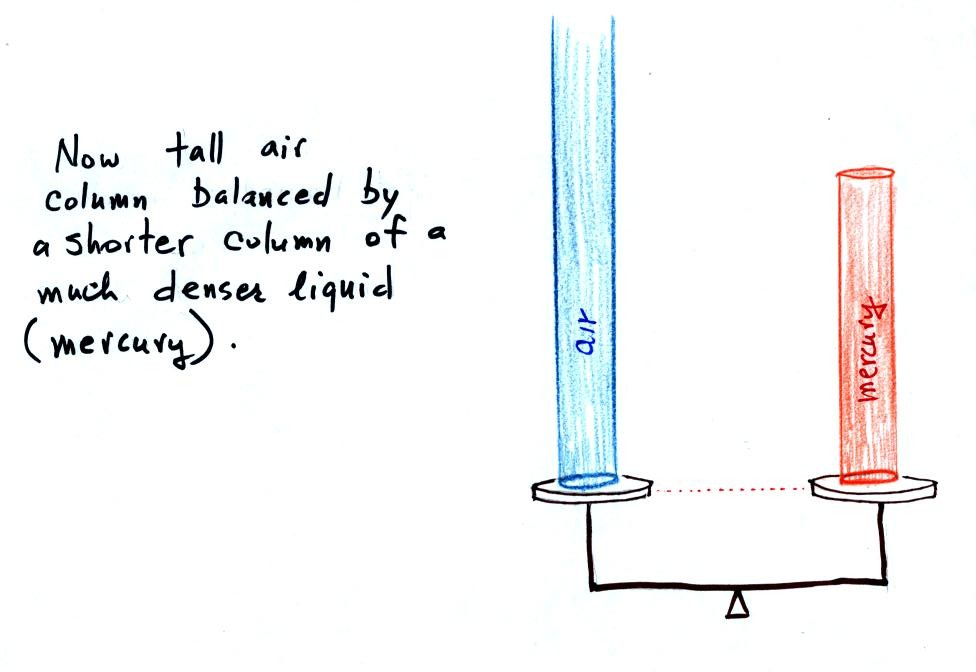 Now tall air
column balanced by
a shorter column of a
much denser liquid
(mercury).
air
mercury